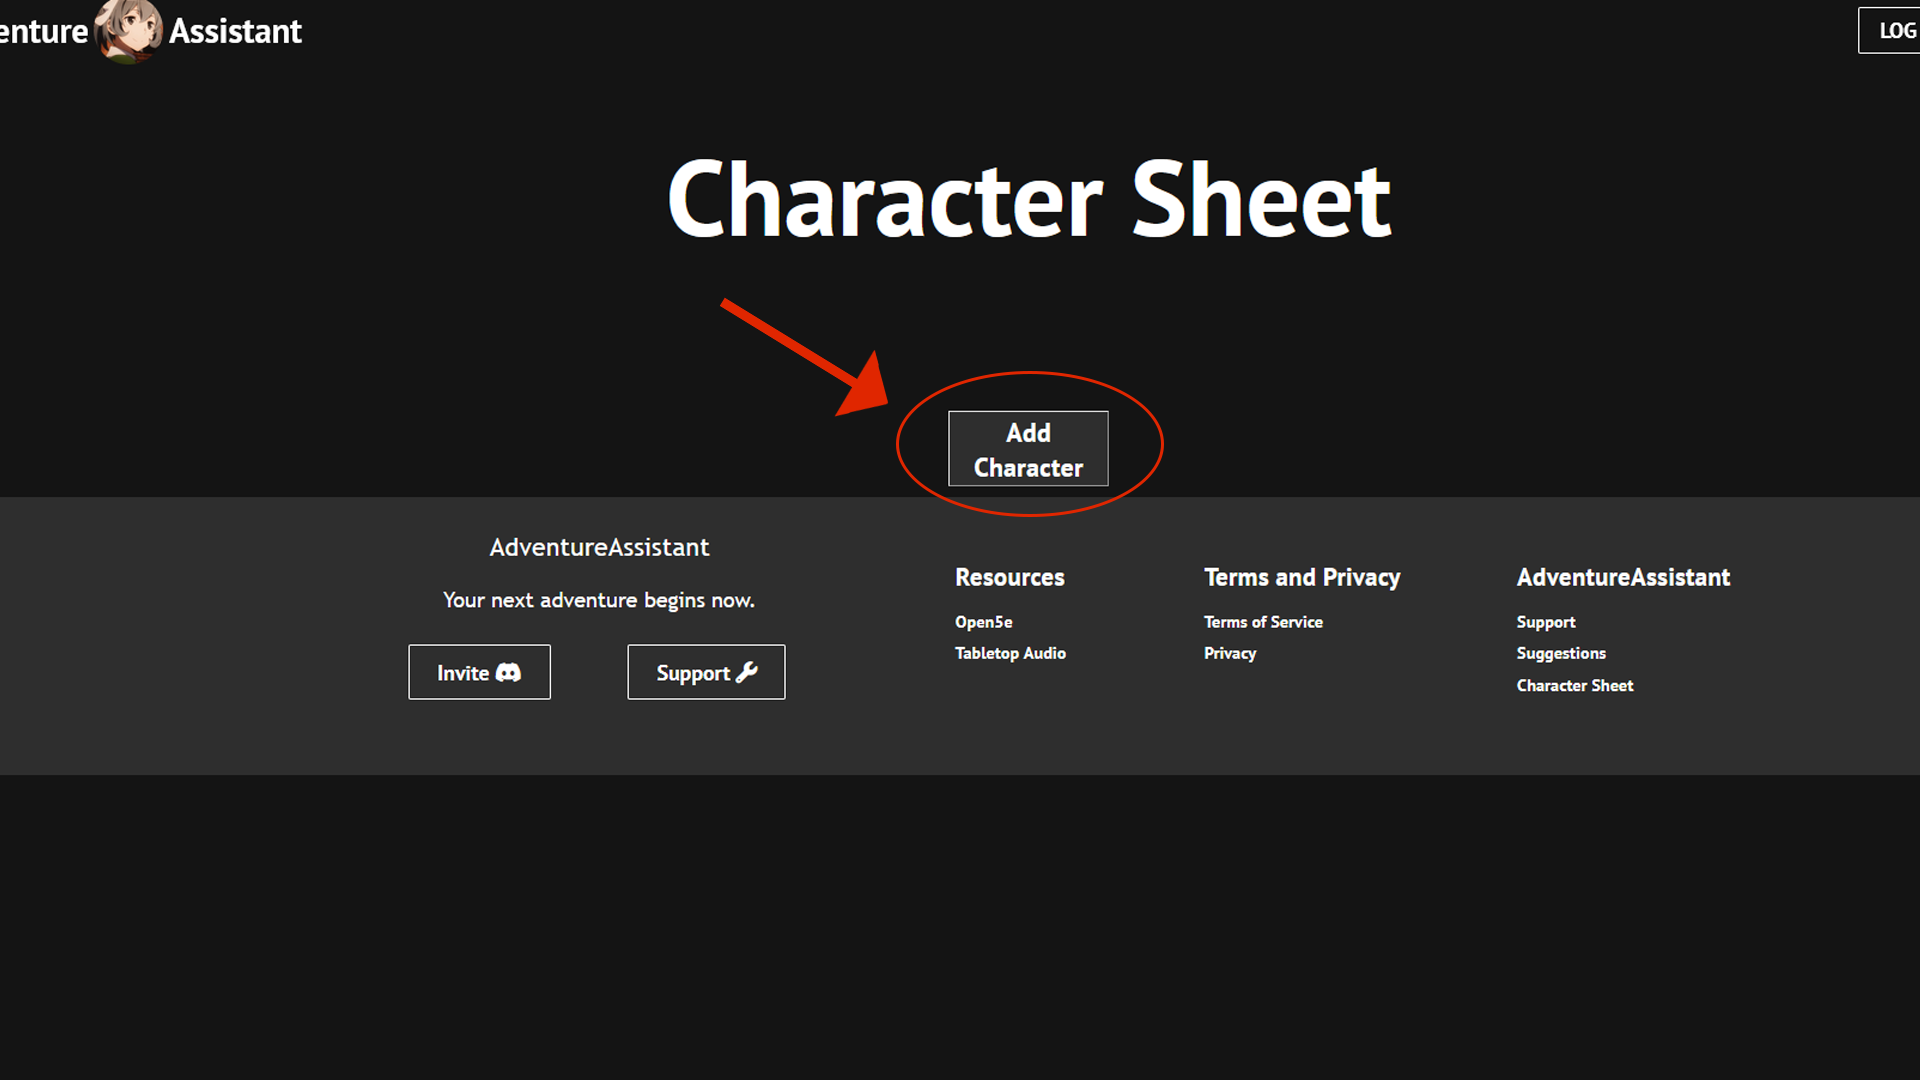 enture Assistant
LOG
Character Sheet
Add
Character
AdventureAssistant
Your next adventure begins now.
Invite
Support
Resources
Open5e
Tabletop Audio
Terms and Privacy
Terms of Service
Privacy
AdventureAssistant
Support
Suggestions
Character Sheet